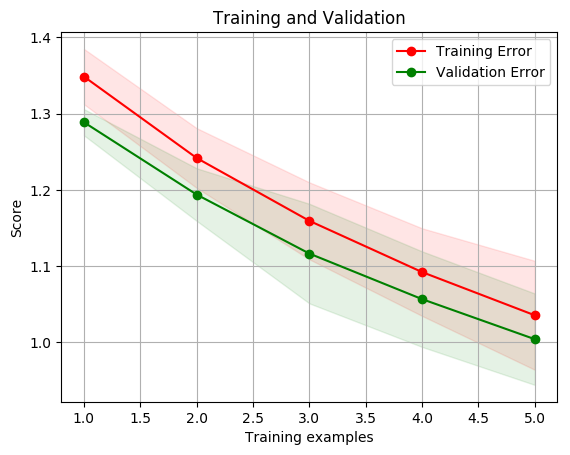 Training and Validation
Training Error
Validation Error
1.4
1.3
1.2
1.1
1.0
Score
1.0 1.5 2.0 2.5 3.0 3.5 4.0 4.5 5.0
Training examples